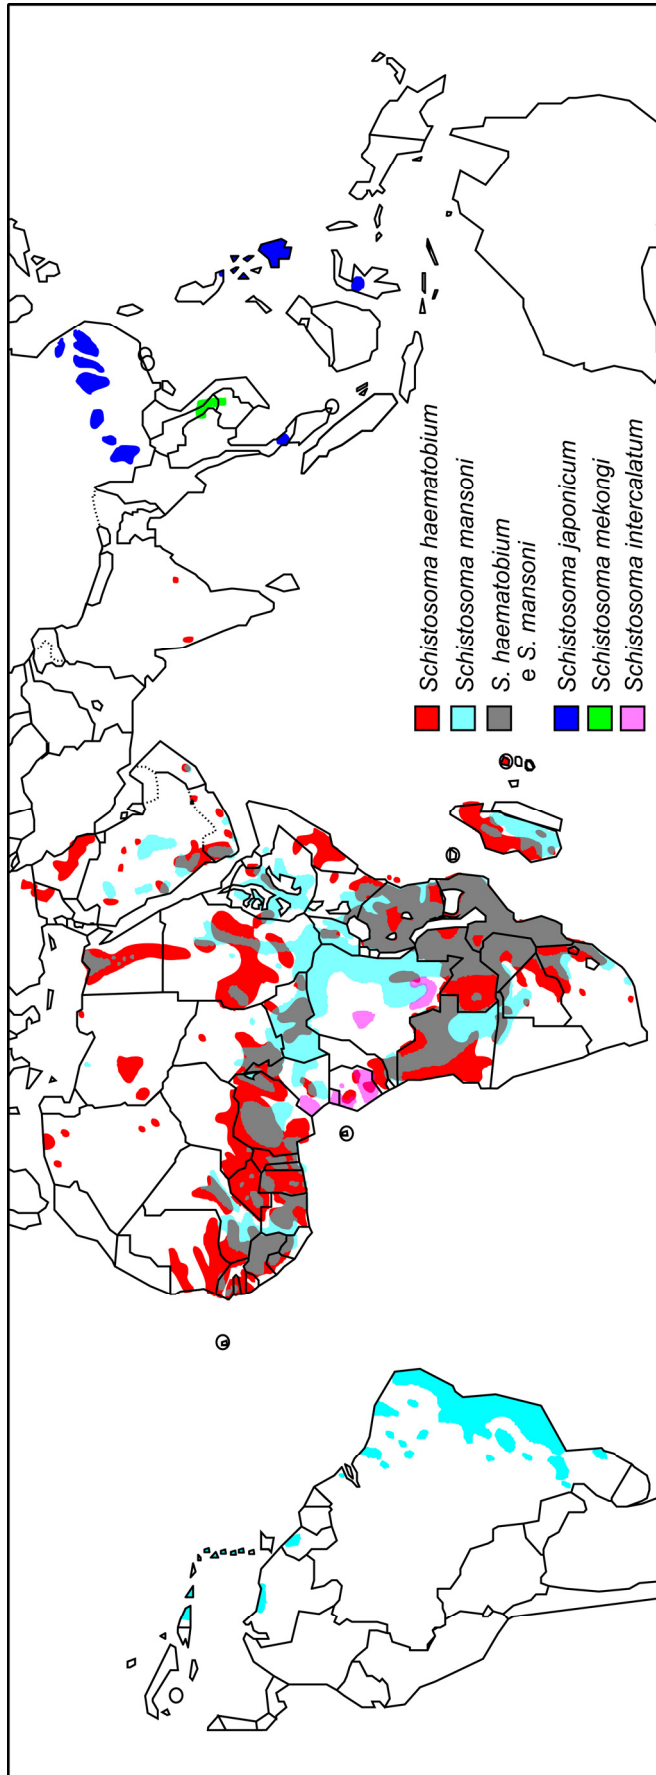 Schistosoma haematobium
Schistosoma mansoni
S. haematobium
e S. mansoni
Schistosoma japonicum
Schistosoma mekongi
Schistosoma intercalatum